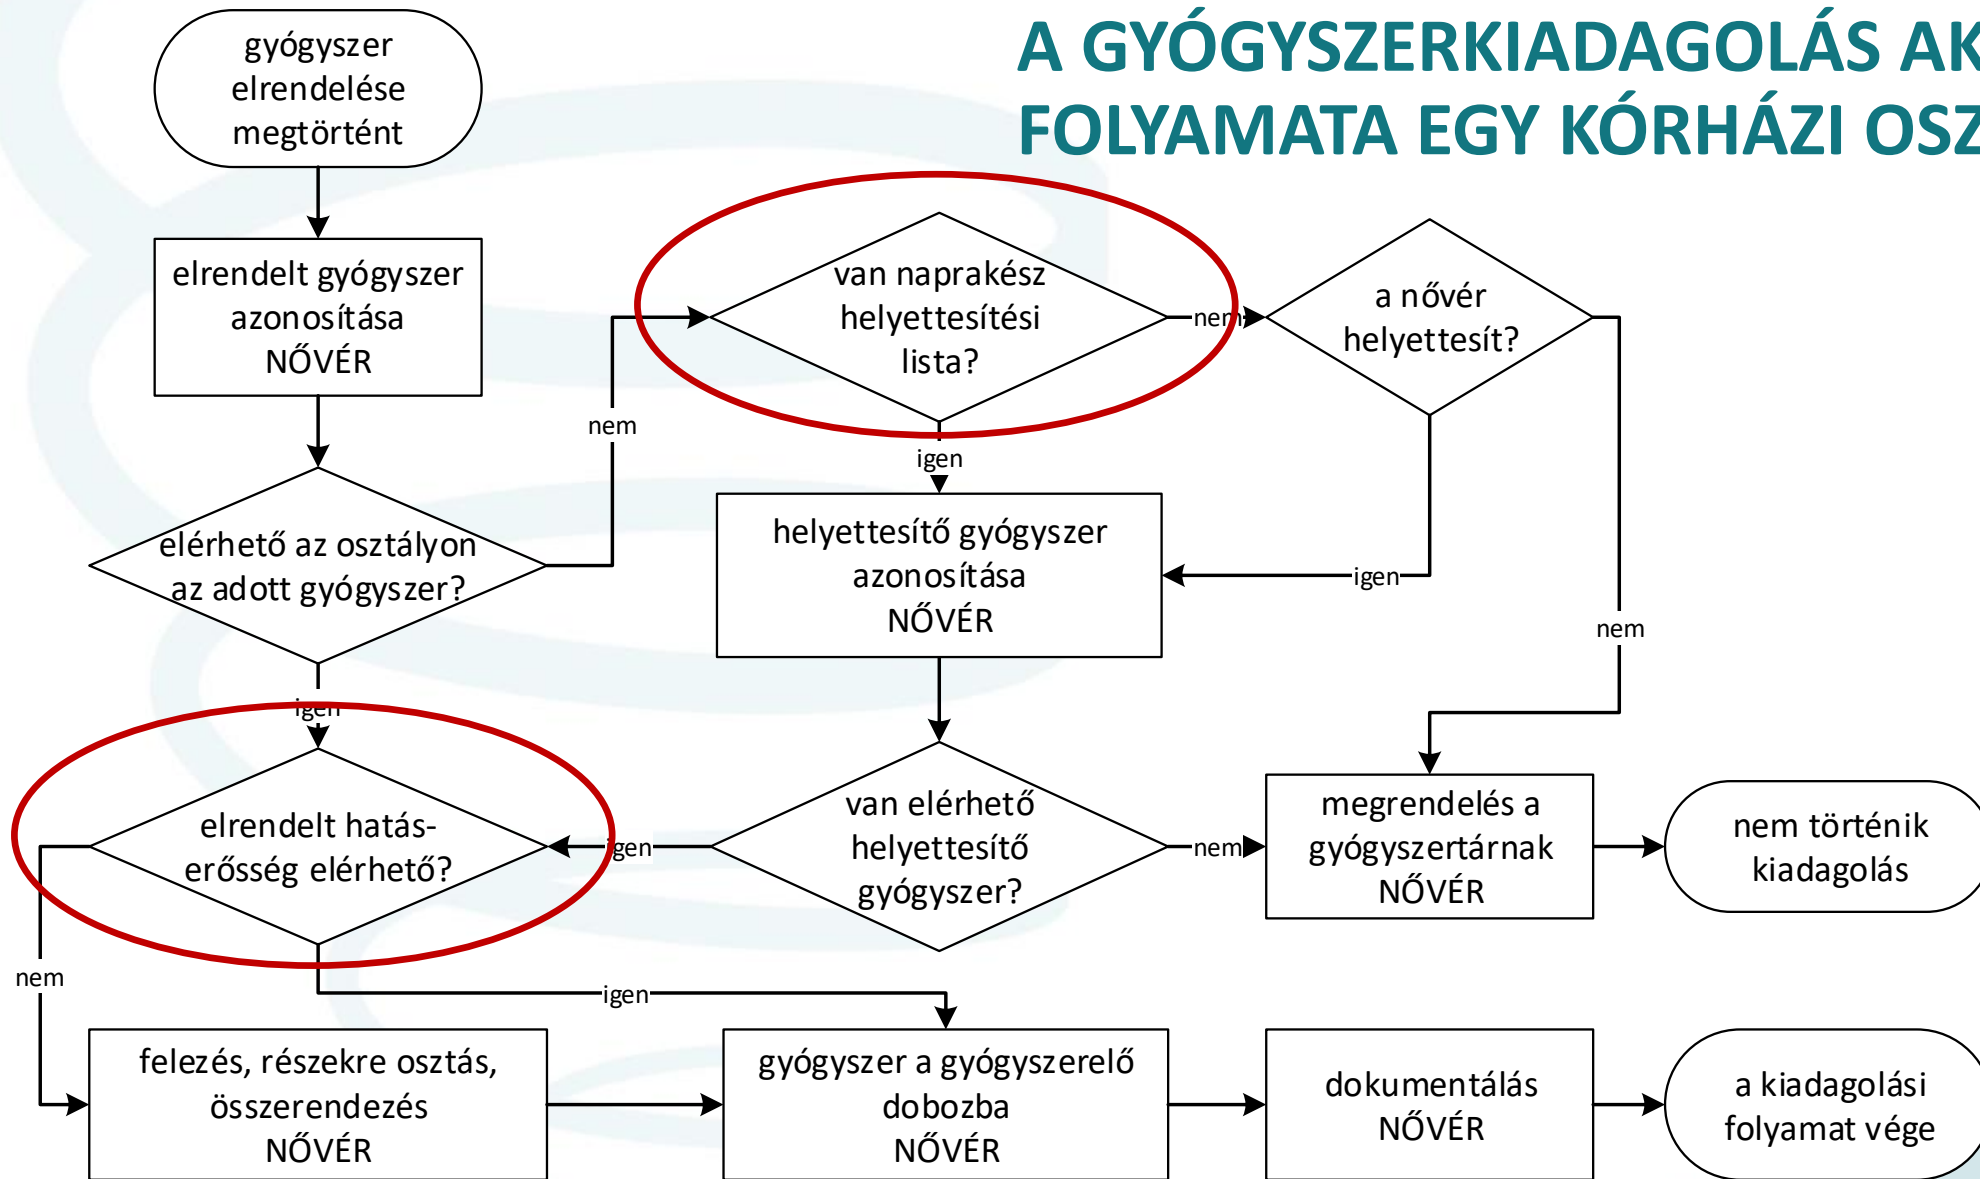 A GYÓGYSZERKIADAGOLÁS AK
FOLYAMATA EGY KÓRHÁZI OSZ
gyógyszer
elrendelése
megtörtént
elrendelt gyógyszer
azonosítása
NŐVÉR
van naprakész
helyettesítési
lista?
nem
a nővér
helyettesít?
nem
igen
elérhető az osztályon
az adott gyógyszer?
helyettesítő gyógyszer
azonosítása
NŐVÉR
igen
nem
igen
elrendelt hatás-
erősség elérhető?
igen
van elérhető
helyettesítő
gyógyszer?
nem
megrendelés a
gyógyszertárnak
NŐVÉR
nem történik
kiadagolás
nem
igen
felezés, részekre osztás,
összerendezés
NŐVÉR
gyógyszer a gyógyszerelő
dobozba
NŐVÉR
dokumentálás
NŐVÉR
a kiadagolási
folyamat vége